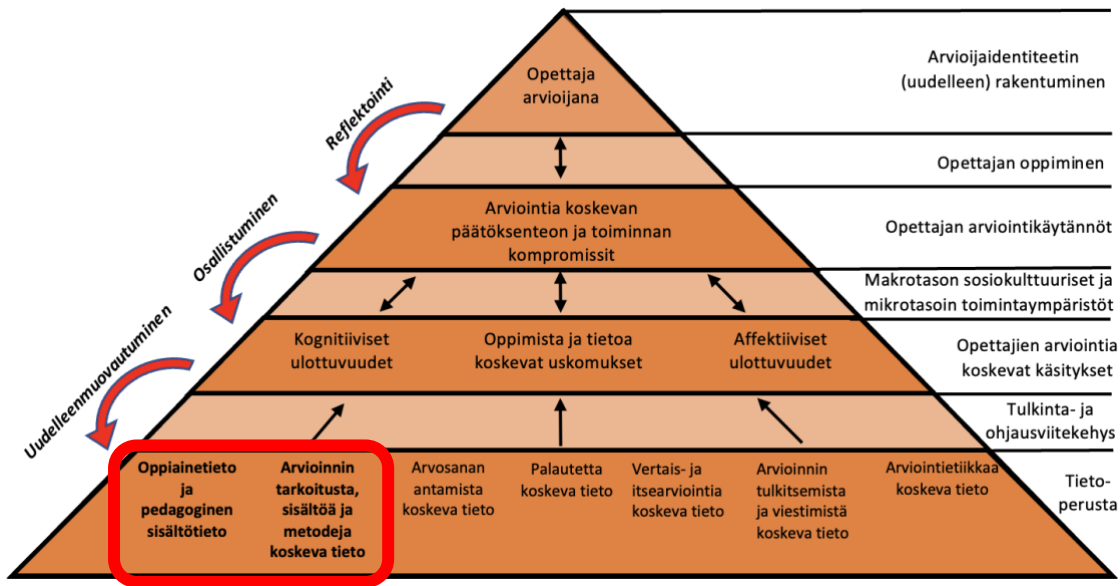 Opettaja
arvioijana
Arvioijaidentiteetin
(uudelleen) rakentuminen
Reflektointi
Opettajan oppiminen
Arviointia koskevan
päätöksenteon ja toiminnan
kompromissit
Opettajan arviointikäytännöt
Osallistuminen
Makrotason sosiokulttuuriset ja
mikrotasoin toimintaympäristöt
Kognitiiviset
ulottuvuudet
Oppimista ja tietoa
koskevat uskomukset
Affektiiviset
ulottuvuudet
Opettajien arviointia
koskevat käsitykset
Uudelleenmuovautuminen
Tulkinta- ja
ohjausviitekehys
Oppiainetieto
ja
pedagoginen
sisältötieto
Arvioinnin
tarkoitusta,
sisältöä ja
metodeja
koskeva tieto
Arvosanan
antamista
koskeva tieto
Palautetta
koskeva tieto
Vertais- ja
itsearviointia
koskeva tieto
Arvioinnin
tulkitsemista
ja viestimistä
koskeva tieto
Arviointietiikkaa
koskeva tieto
Tieto-
perusta